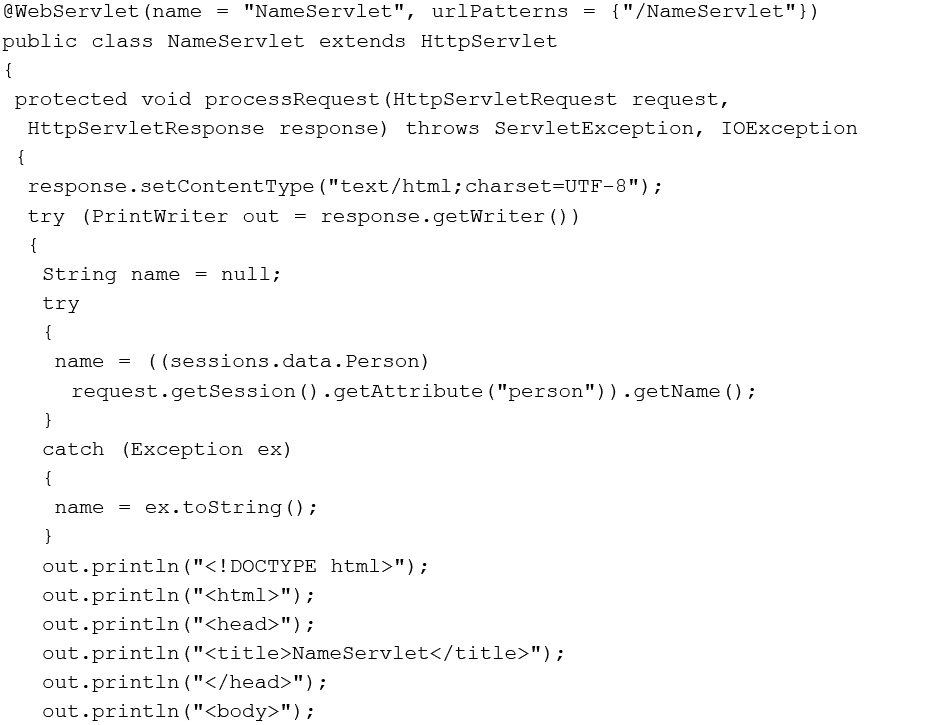 @WebServlet(name = "NameServlet", urlPatterns = {"/NameServlet"})
public class NameServlet extends HttpServlet
{
protected void processRequest(HttpServletRequest request,
HttpServletResponse response) throws ServletException, IOException
{
response.setContentType("text/html;charset=UTF-8");
try (PrintWriter out = response.getWriter())
{
String name = null;
try
{
name = ((sessions.data.Person)
request.getSession().getAttribute("person")).getName();
}
catch (Exception ex)
{
name = ex.toString();
}
out.println("<!DOCTYPE html>");
out.println("<html>");
out.println("<head>");
out.println("<title>NameServlet</title>");
out.println("</head>");
out.println("<body>");